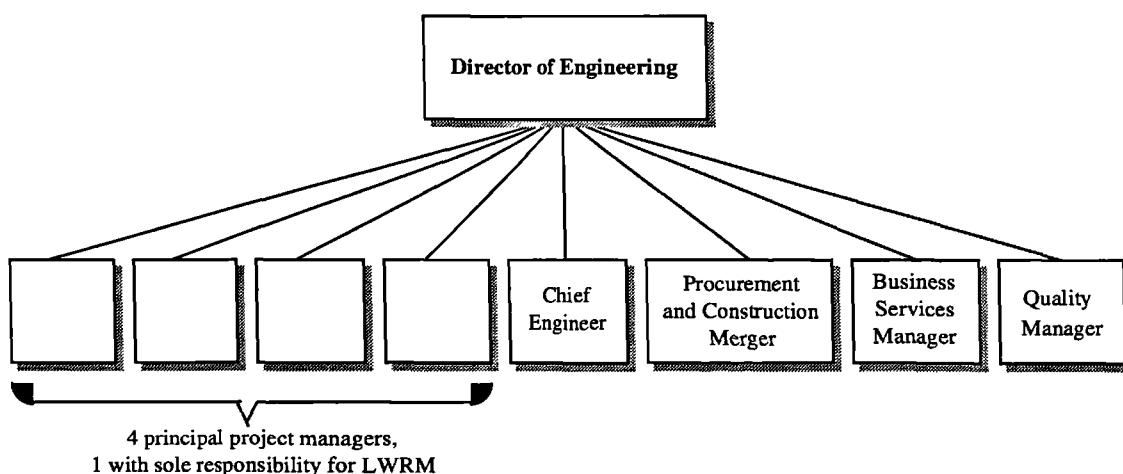 Director of Engineering
Chief
Engineer
Procurement
and Construction
Merger
Business
Services
Manager
Quality
Manager
4 principal project managers,
1 with sole responsibility for LWRM